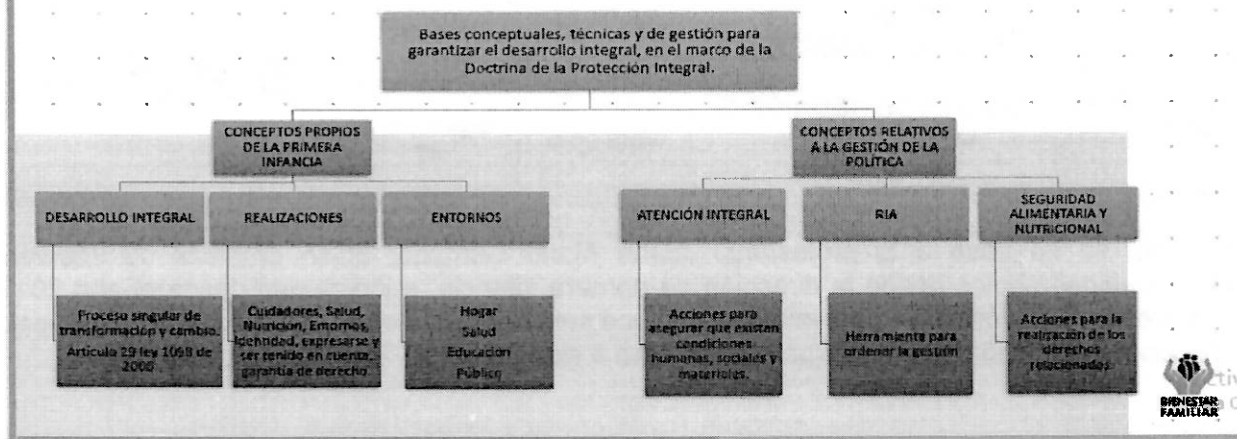 Bases conceptuales, técnicas y de gestión para
garantizar el desarrollo integral, en el marco de la
Doctrina de la Protección Integral.
CONCEPTOS PROPIOS
DE LA PRIMERA
INFANCIA
CONCEPTOS RELATIVOS
A LA GESTIÓN DE LA
POLÍTICA
DESARROLLO INTEGRAL
REALIZACIONES
ENTORNOS
ATENCIÓN INTEGRAL
RIA
SEGURIDAD
ALIMENTARIA Y
NUTRICIONAL
Proceso singular de
transformación y cambio.
Artículo 29 ley 1098 de
2006
Cuidadores, Salud,
Nutrición, Entornos,
Identidad, expresarse y
ser tenido en cuenta,
garantía de derecho
Hogar
Salud
Educación
Público
Acciones para
asegurar que existan
condiciones
humanas, sociales y
materiales.
Herramienta para
ordenar la gestión
Acciones para la
realización de los
derechos
relacionados
BIENESTAR
FAMILIAR